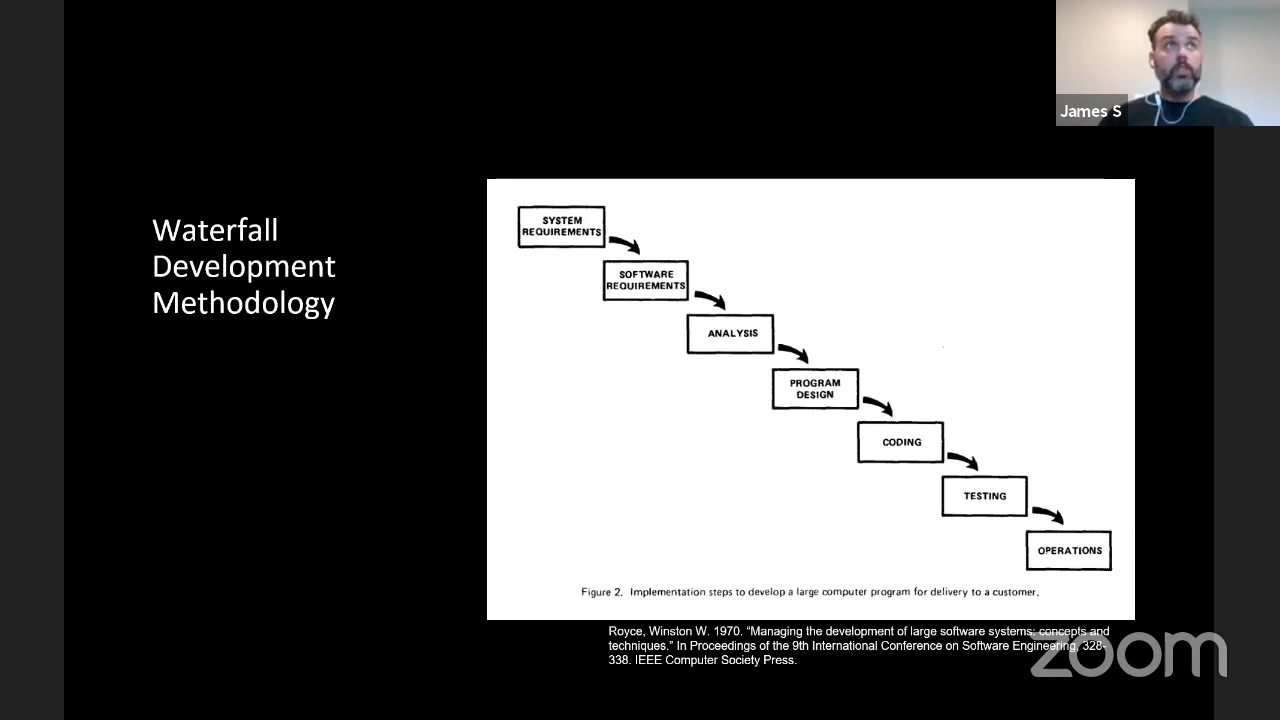 James S
Waterfall
Development
Methodology
SYSTEM
REQUIREMENTS
SOFTWARE
REQUIREMENTS
ANALYSIS
PROGRAM
DESIGN
CODING
TESTING
OPERATIONS
Figure 2. Implementation steps to develop a large computer program for delivery to a customer.
Royce, Winston W. 1970. “Managing the development of large software systems: concepts and
techniques.” In Proceedings of the 9th International Conference on Software Engineering, 328-
338. IEEE Computer Society Press.
zoom